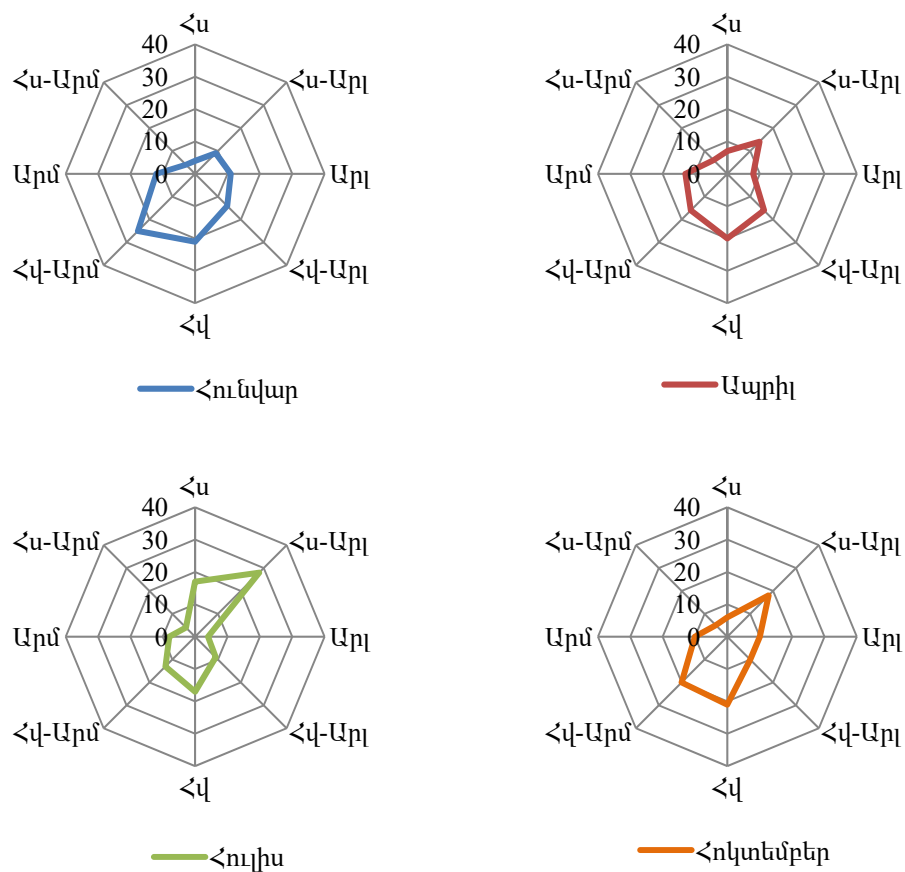 Հս
40
30
20
10
0
Հս-Արմ
Հս-Արլ
Արմ
Արլ
Հվ-Արմ
Հվ-Արլ
Հվ
Հունվար
Հս
40
30
20
10
0
Հս-Արմ
Հս-Արլ
Արմ
Արլ
Հվ-Արմ
Հվ-Արլ
Հվ
Ապրիլ
Հս
40
30
20
10
0
Հս-Արմ
Հս-Արլ
Արմ
Արլ
Հվ-Արմ
Հվ-Արլ
Հվ
Հուլիս
Հս
40
30
20
10
0
Հս-Արմ
Հս-Արլ
Արմ
Արլ
Հվ-Արմ
Հվ-Արլ
Հվ
Հոկտեմբեր